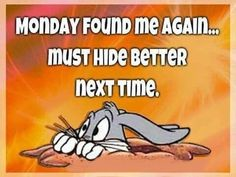 Monday found me again...
must hide better
next time.